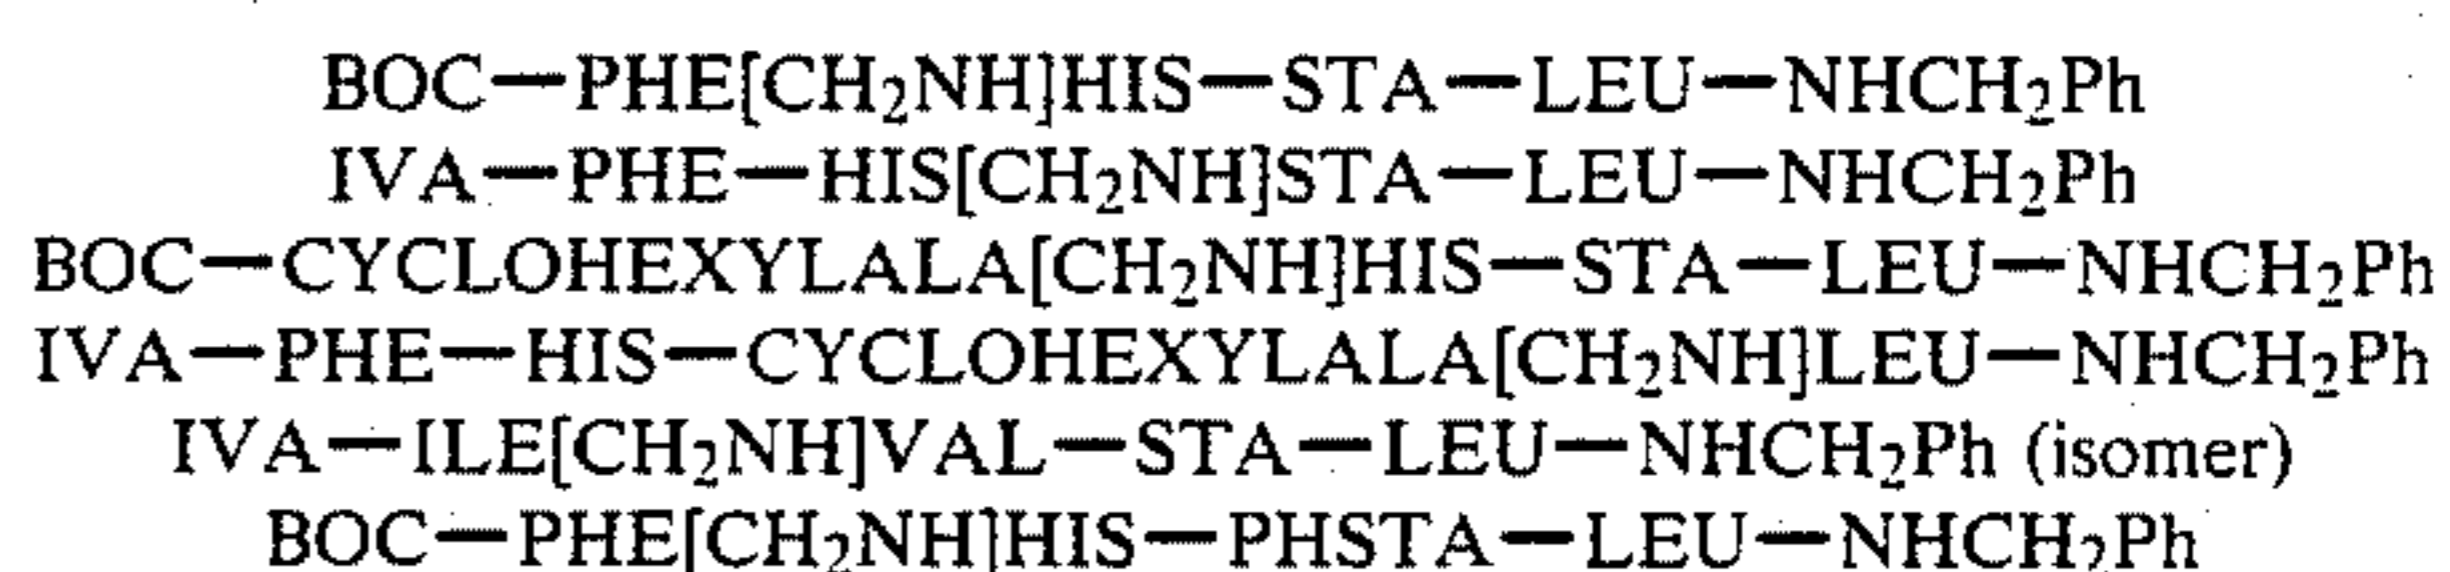 BOC—PHE[CH₂NH]HIS—STA—LEU—NHCH₂Ph
IVA—PHE—HIS[CH₂NH]STA—LEU—NHCH₂Ph
BOC—CYCLOHEXYLALA[CH₂NH]HIS—STA—LEU—NHCH₂Ph
IVA—PHE—HIS—CYCLOHEXYLALA[CH₂NH]LEU—NHCH₂Ph
IVA—ILE[CH₂NH]VAL—STA—LEU—NHCH₂Ph (isomer)
BOC—PHE[CH₂NH]HIS—PHSTA—LEU—NHCH₂Ph